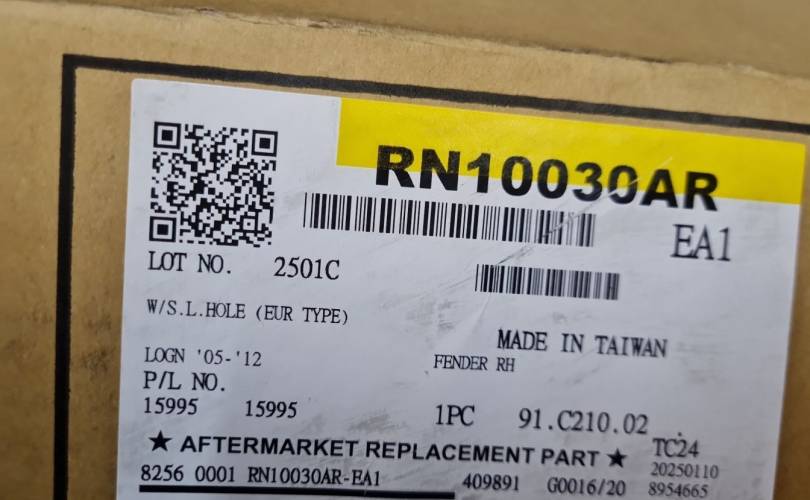 RN10030AR
EA1
LOT NO. 2501C
W/S.L.HOLE (EUR TYPE)
MADE IN TAIWAN
LOGN '05-'12
FENDER RH
P/L NO.
15995 15995
1PC 91.C210.02
★ AFTERMARKET REPLACEMENT PART ★
TC24
20250110
8256 0001 RN10030AR-EA1
409891 G0016/20 8954665